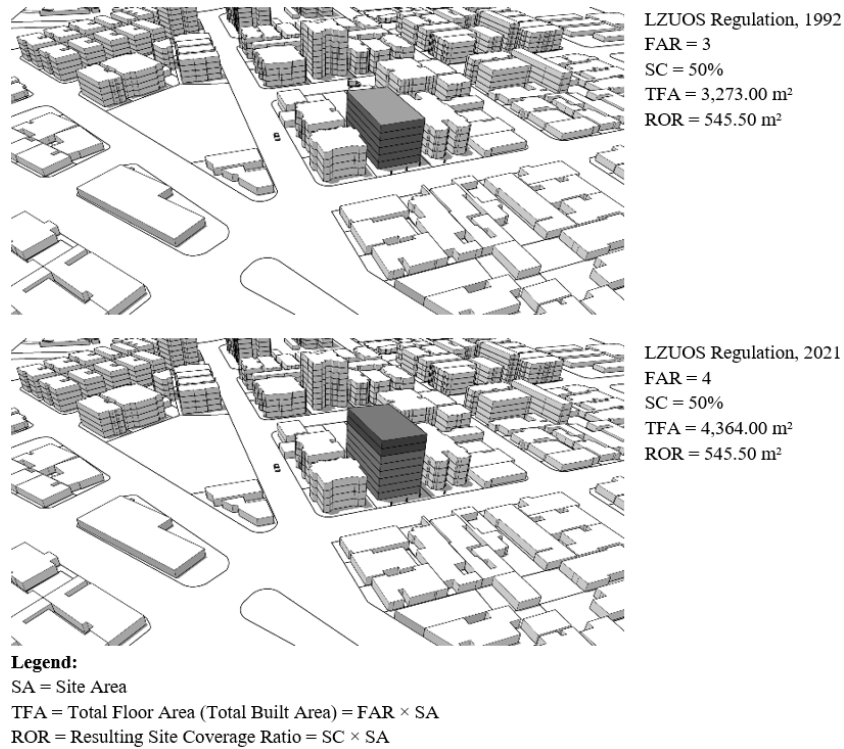 LZUOS Regulation, 1992
FAR = 3
SC = 50%
TFA = 3,273.00 m²
ROR = 545.50 m²
LZUOS Regulation, 2021
FAR = 4
SC = 50%
TFA = 4,364.00 m²
ROR = 545.50 m²
Legend:
SA = Site Area
TFA = Total Floor Area (Total Built Area) = FAR × SA
ROR = Resulting Site Coverage Ratio = SC × SA